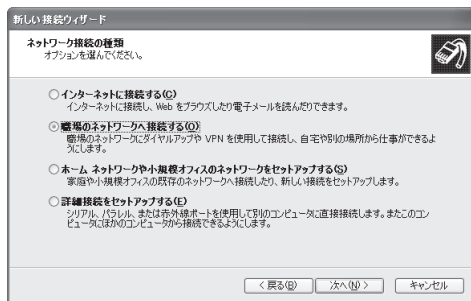 新しい接続ウィザード
ネットワーク接続の種類
オプションを選んでください。
インターネットに接続する(C)
インターネットに接続し、Web をブラウズしたり電子メールを読んだりできます。
職場のネットワークへ接続する(O)
職場のネットワークにダイヤルアップや VPN を使用して接続し、自宅や別の場所から仕事ができるよ
うにします。
ホーム ネットワークや小規模オフィスのネットワークをセットアップする(S)
家庭や小規模オフィスの既存のネットワークへ接続したり、新しい接続をセットアップします。
詳細接続をセットアップする(E)
シリアル、パラレル、または赤外線ポートを使用して別のコンピュータに直接接続します。またこのコン
ピュータにほかのコンピュータから接続できるようにします。
< 戻る(B)
次へ(N) >
キャンセル